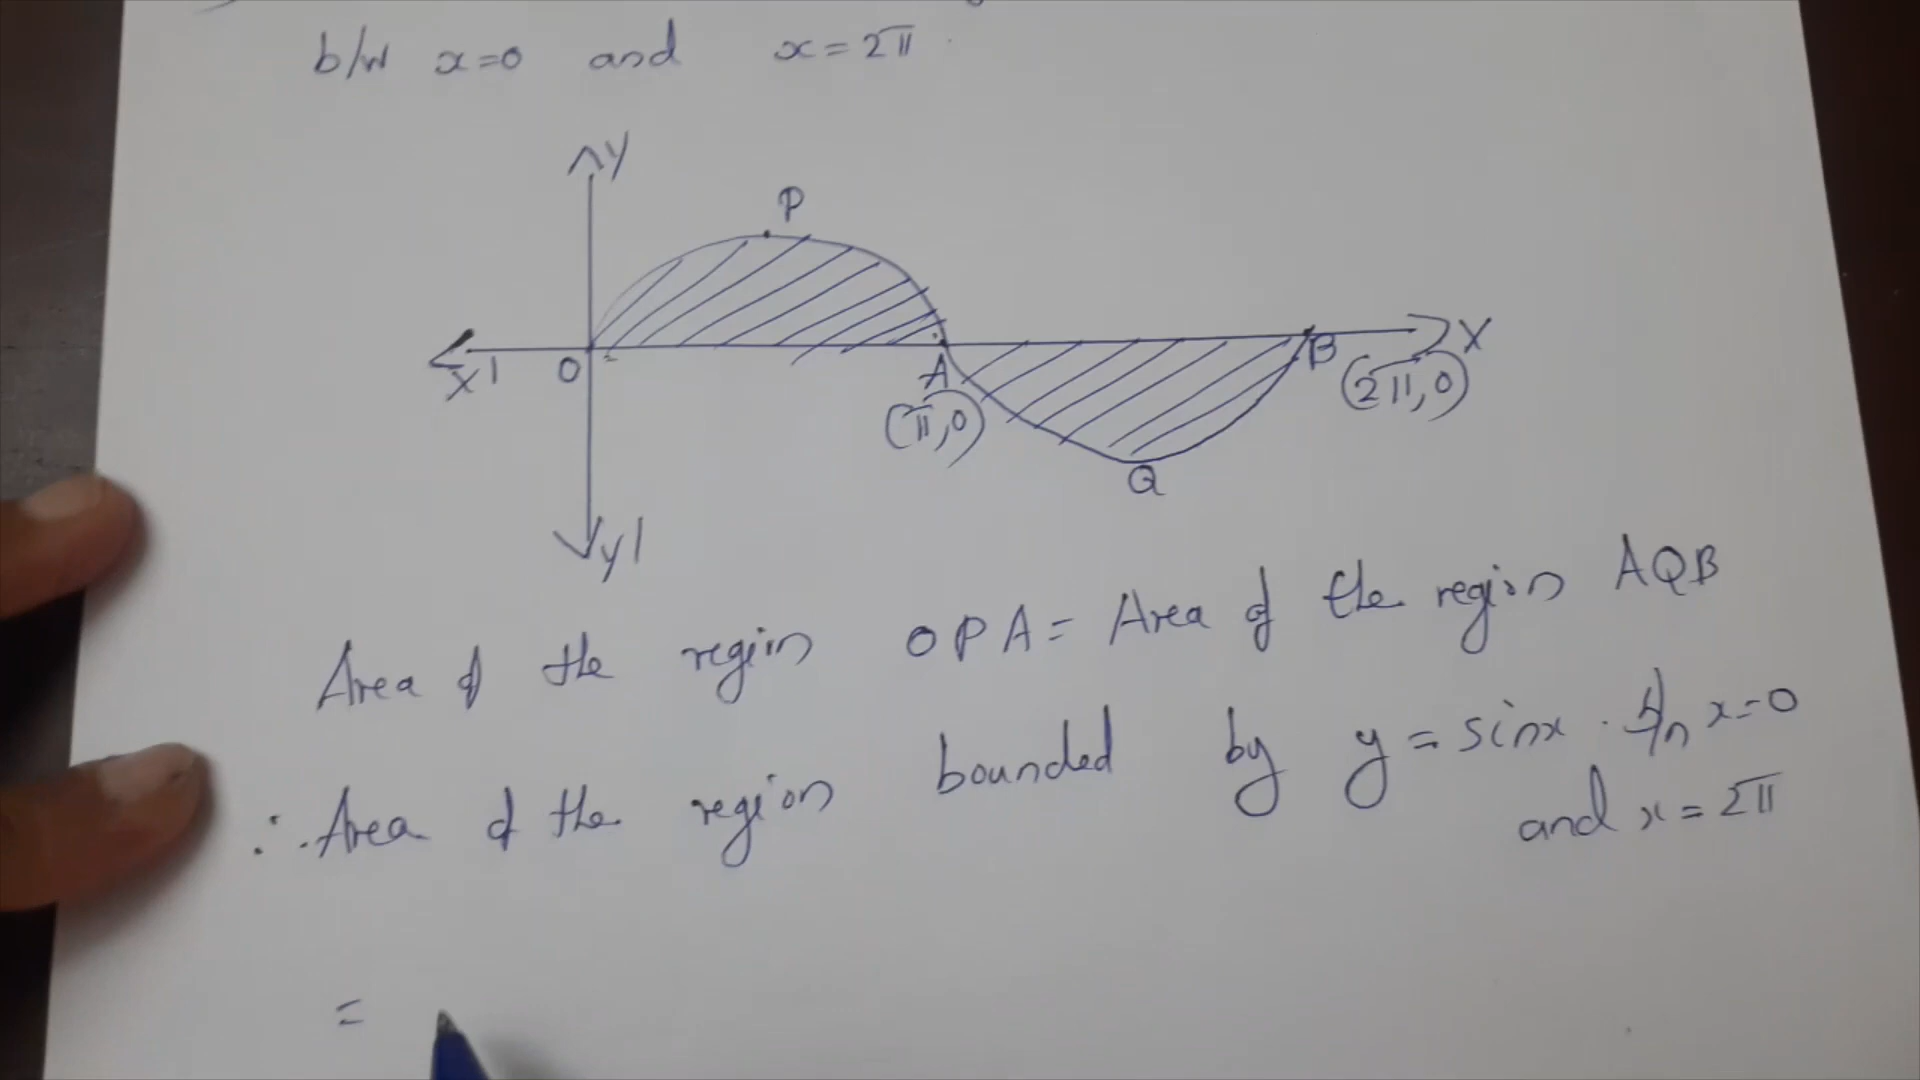 b/w x=0 and x=2π
Y
P
X
X'
O
A
B
(π,0)
(2π,0)
Q
Y'
Area of the region OPA = Area of the region AQB
∴ Area of the region bounded by y = sinx. b/n x=0
and x = 2π
=